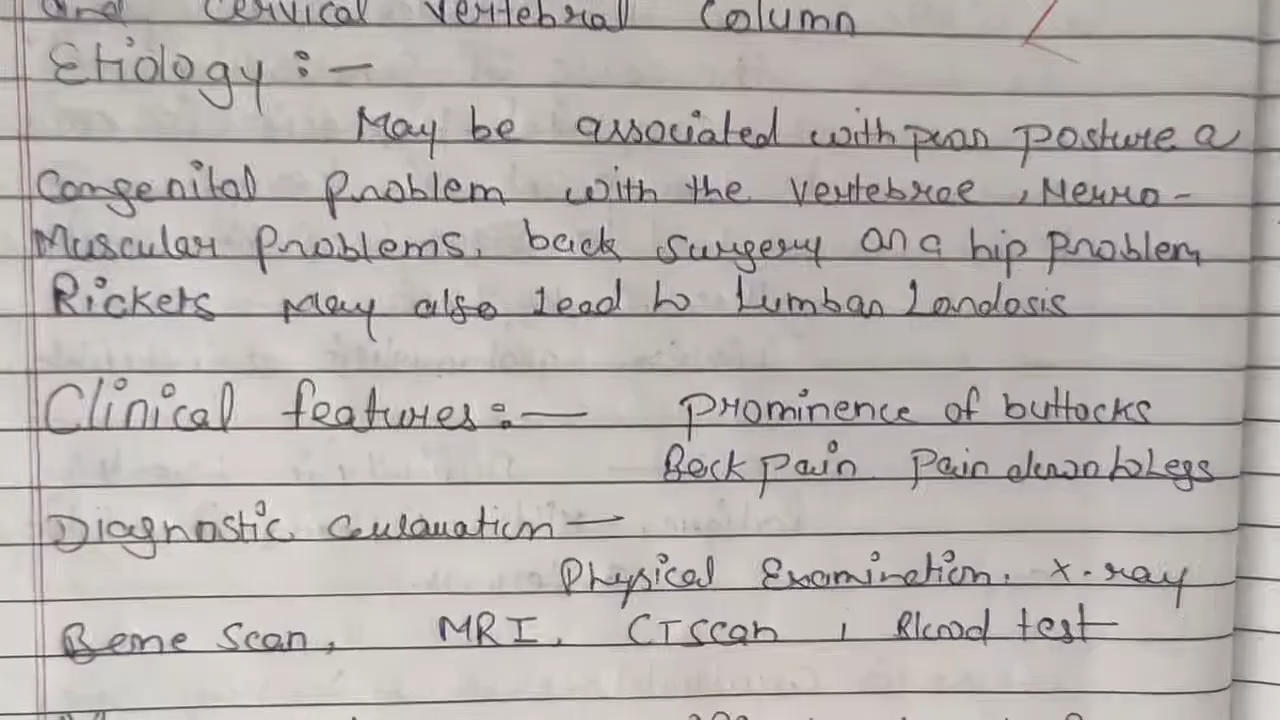 and Cervical Vertebral Column
Etiology :-
May be associated with poor posture a
Congenital Problem with the Vertebrae, Neuro-
Muscular Problems, back surgery or a hip Problem
Rickets May also Lead to Lumbar Lordosis
Clinical features :- Prominence of buttocks
Back Pain Pain down to Legs
Diagnostic evaluation -
Physical Examination, X-ray
Bone Scan, MRI, CT scan, Blood test